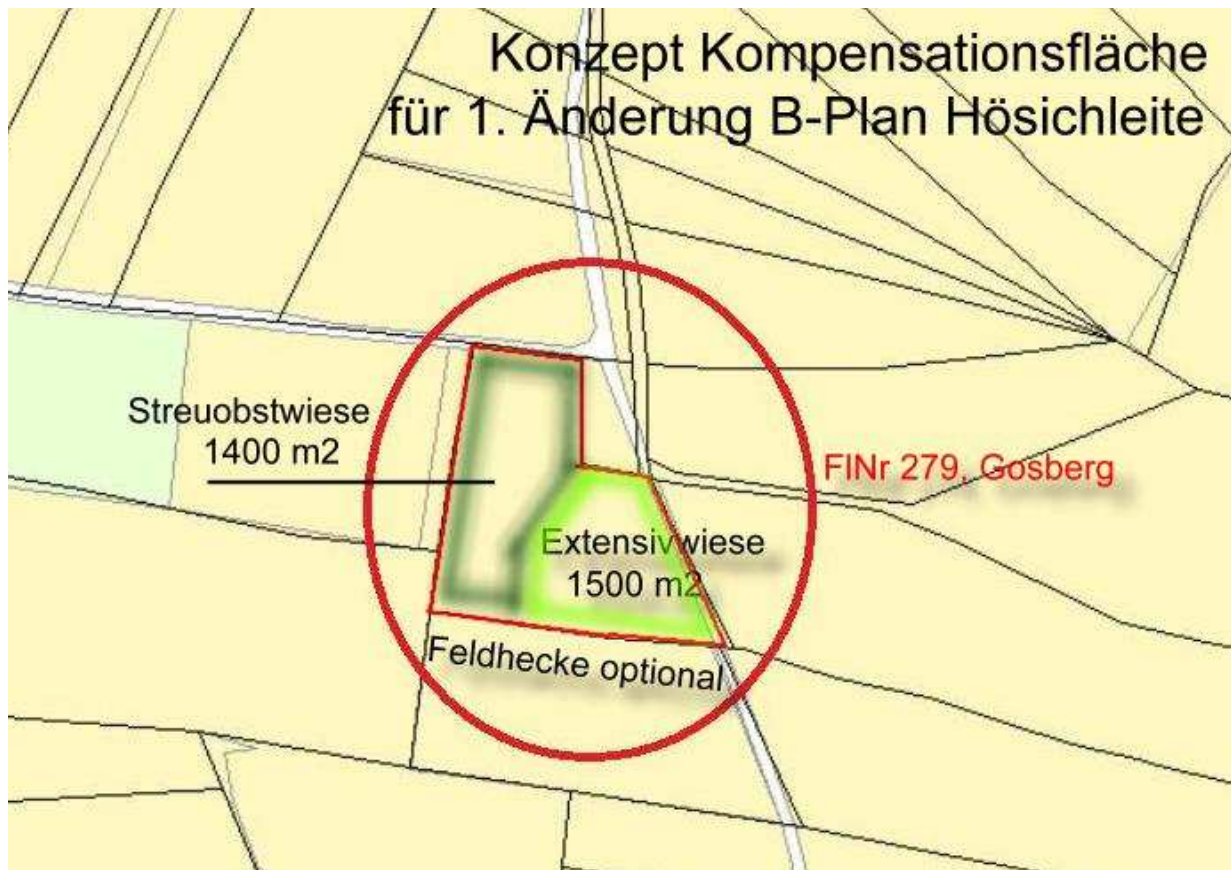 Konzept Kompensationsfläche
für 1. Änderung B-Plan Hösichleite
Streuobstwiese
1400 m2
FlNr 279, Gosberg
Extensivwiese
1500 m2
Feldhecke optional